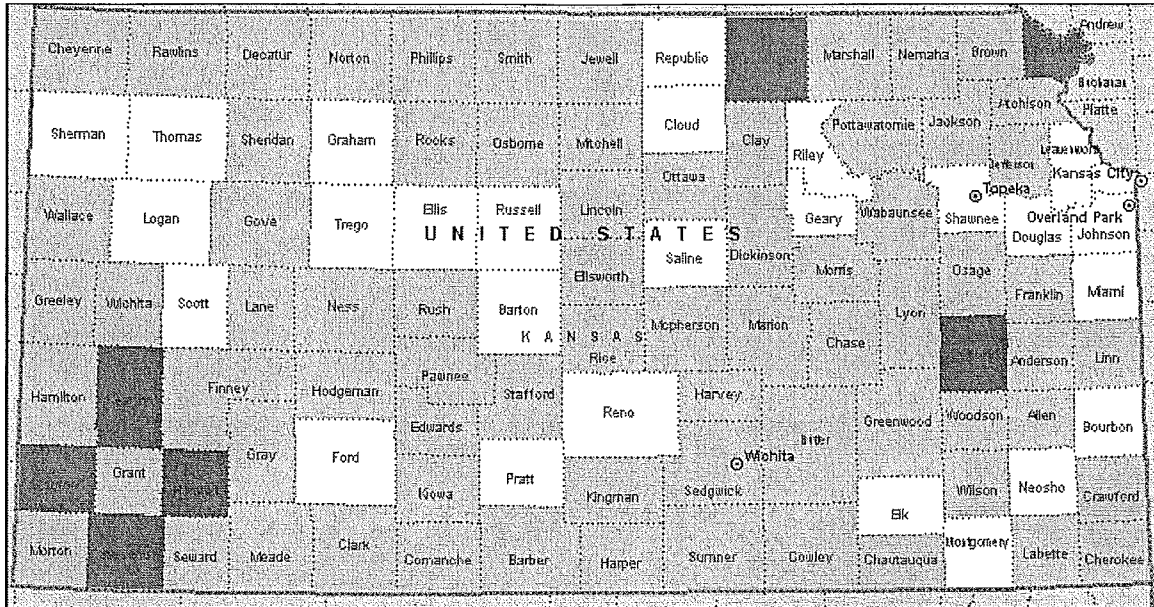 Andrew
Cheyenne Rawlins Decatur Norton Phillips Smith Jewell Republic Marshall Nemaha Brown
Buchanan
Sherman Thomas Sheridan Graham Rooks Osborne Mitchell Cloud Clay Riley Pottawatomie Jackson Atchison Platte
Leavenworth
Ottawa Jefferson Kansas City
Topeka
Wallace Logan Gove Trego Ellis Russell Lincoln Geary Wabaunsee Shawnee Overland Park
UNITED STATES
Saline Dickinson Douglas Johnson
Greeley Wichita Scott Lane Ness Rush Barton Ellsworth Morris Osage Franklin Miami
Mcpherson Marion Lyon
KANSAS
Chase
Rice
Hamilton Finney Hodgeman Pawnee Stafford Reno Harvey Anderson Linn
Edwards Greenwood Woodson Allen Bourbon
Butler
Grant Gray Ford Wichita
Kiowa Pratt Kingman Sedgwick Elk Wilson Neosho Crawford
Morton Seward Meade Clark Comanche Barber Harper Sumner Cowley Chautauqua Montgomery Labette Cherokee